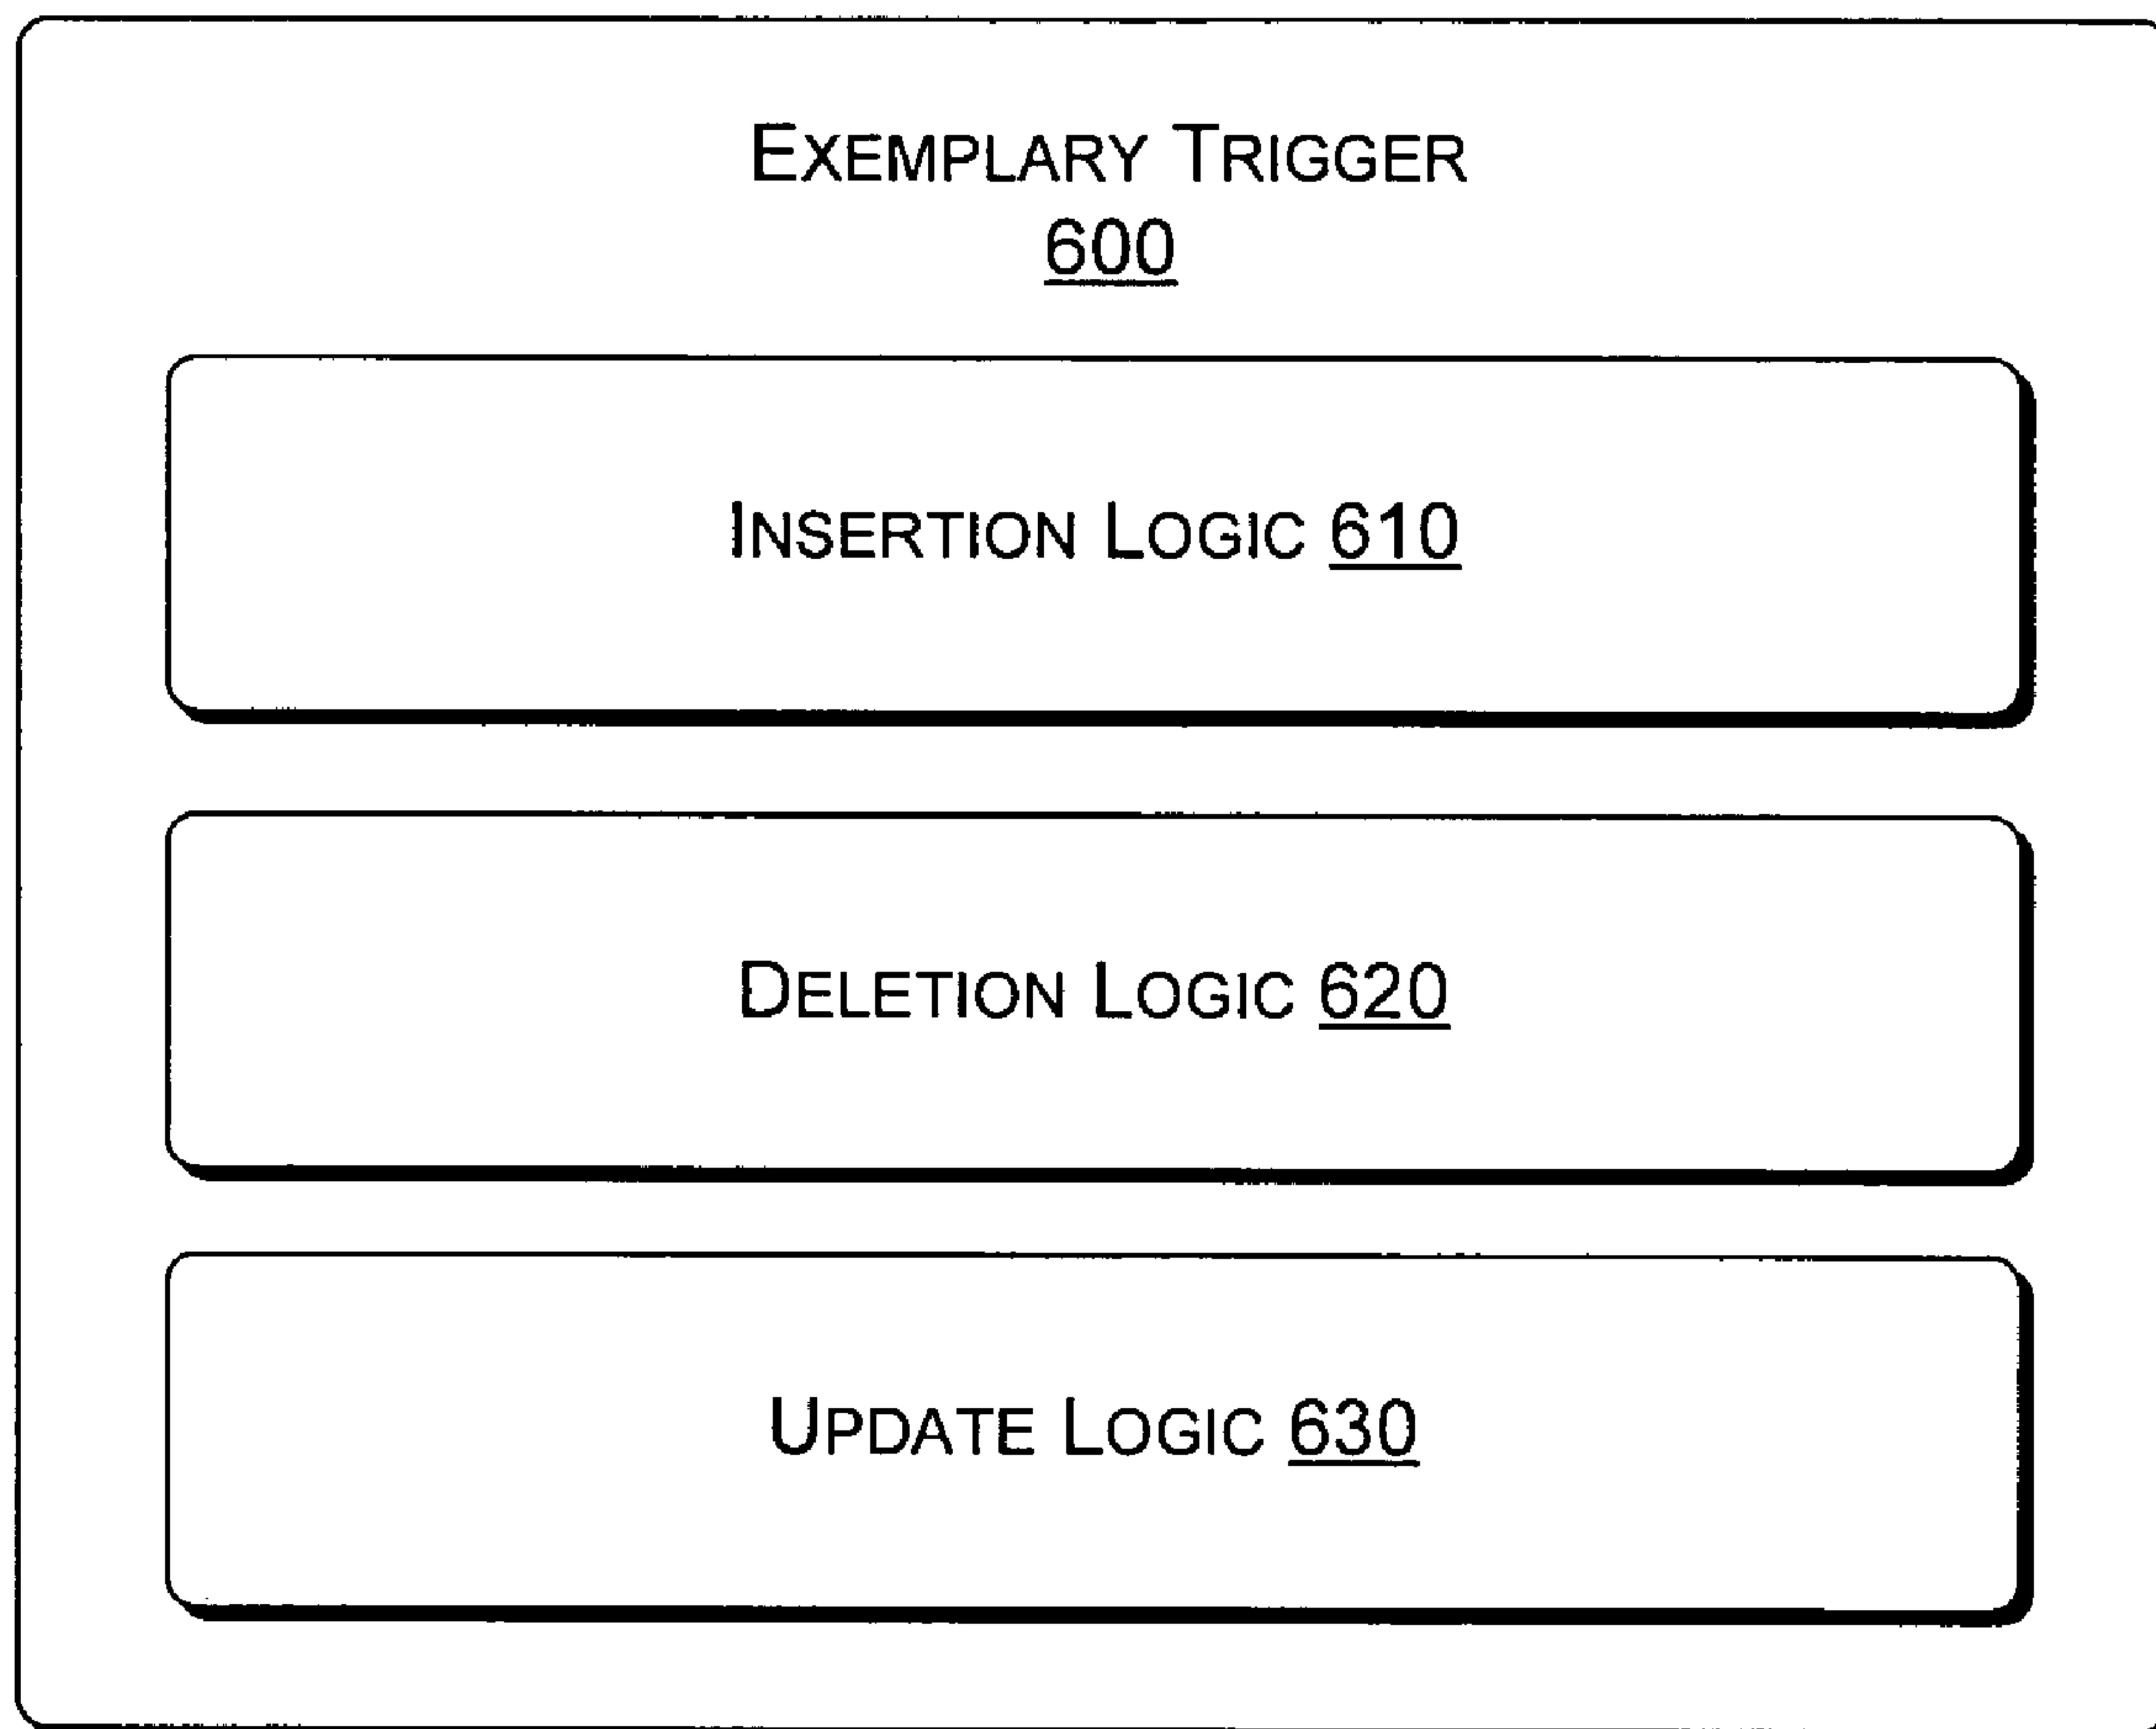 EXEMPLARY TRIGGER
600
INSERTION LOGIC 610
DELETION LOGIC 620
UPDATE LOGIC 630